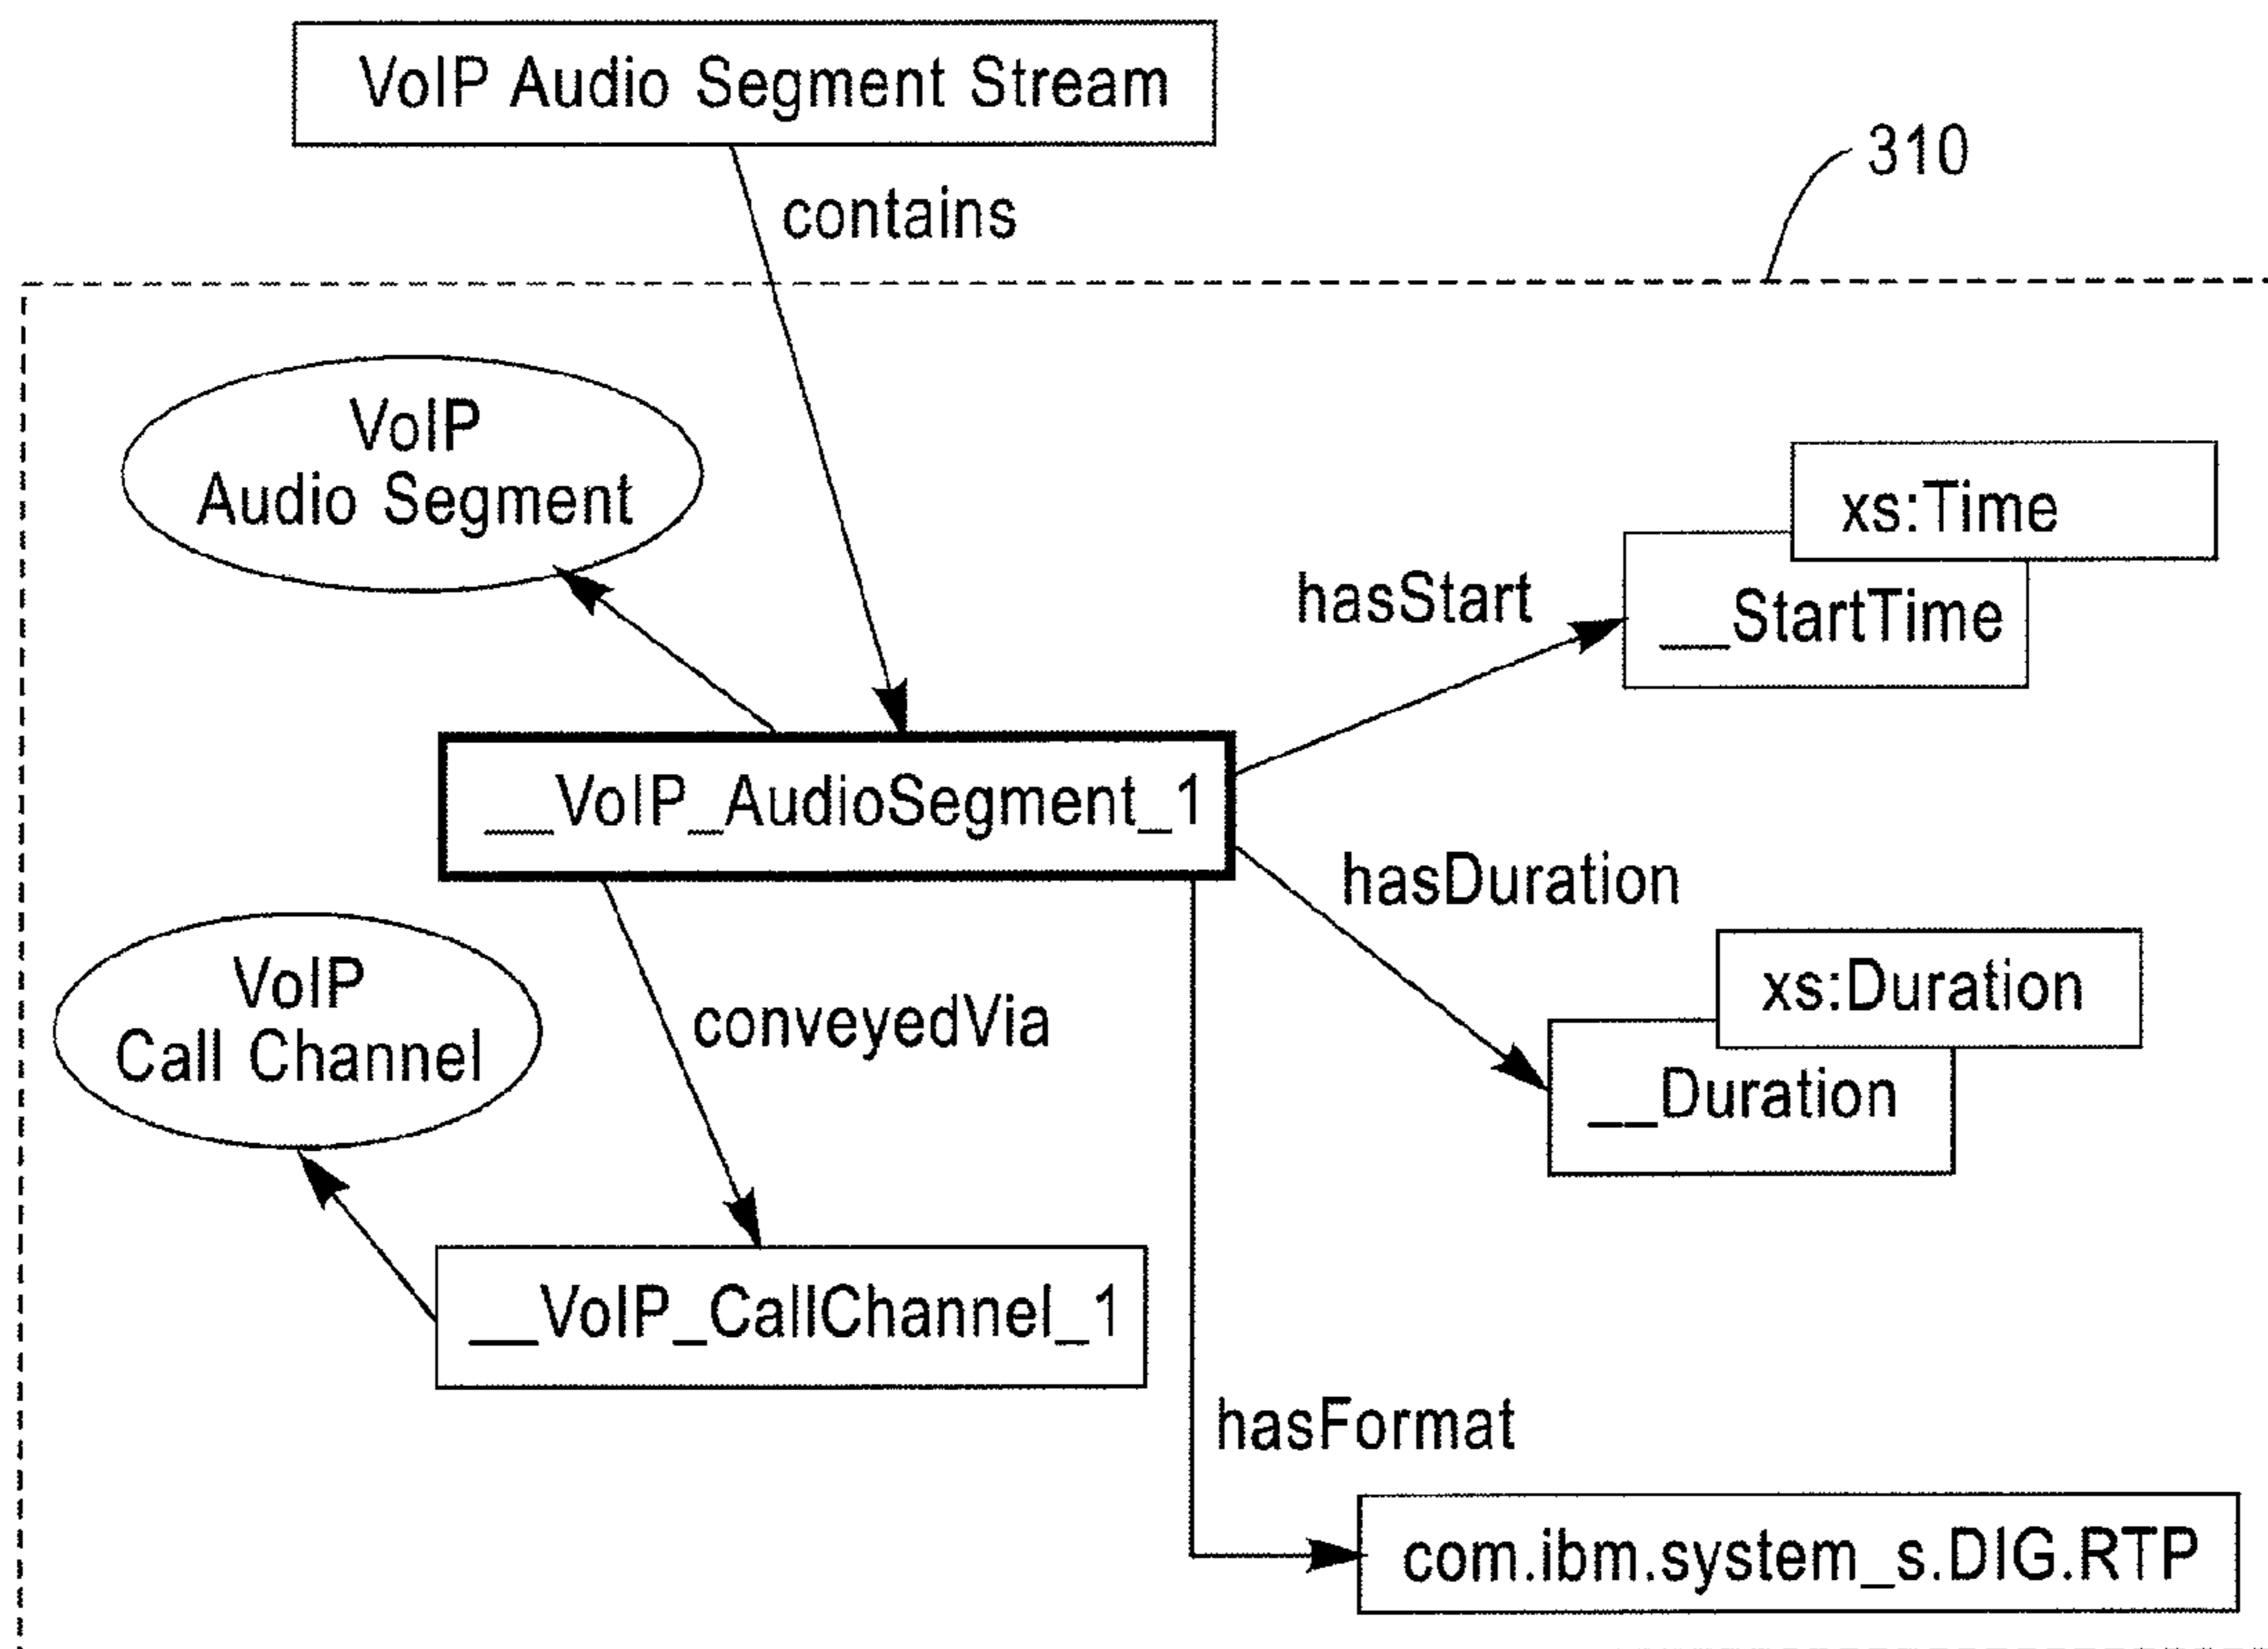 VoIP Audio Segment Stream
310
contains
VoIP
Audio Segment
xs:Time
hasStart
__StartTime
__VoIP_AudioSegment_1
hasDuration
VoIP
Call Channel
xs:Duration
conveyedVia
__Duration
__VoIP_CallChannel_1
hasFormat
com.ibm.system_s.DIG.RTP